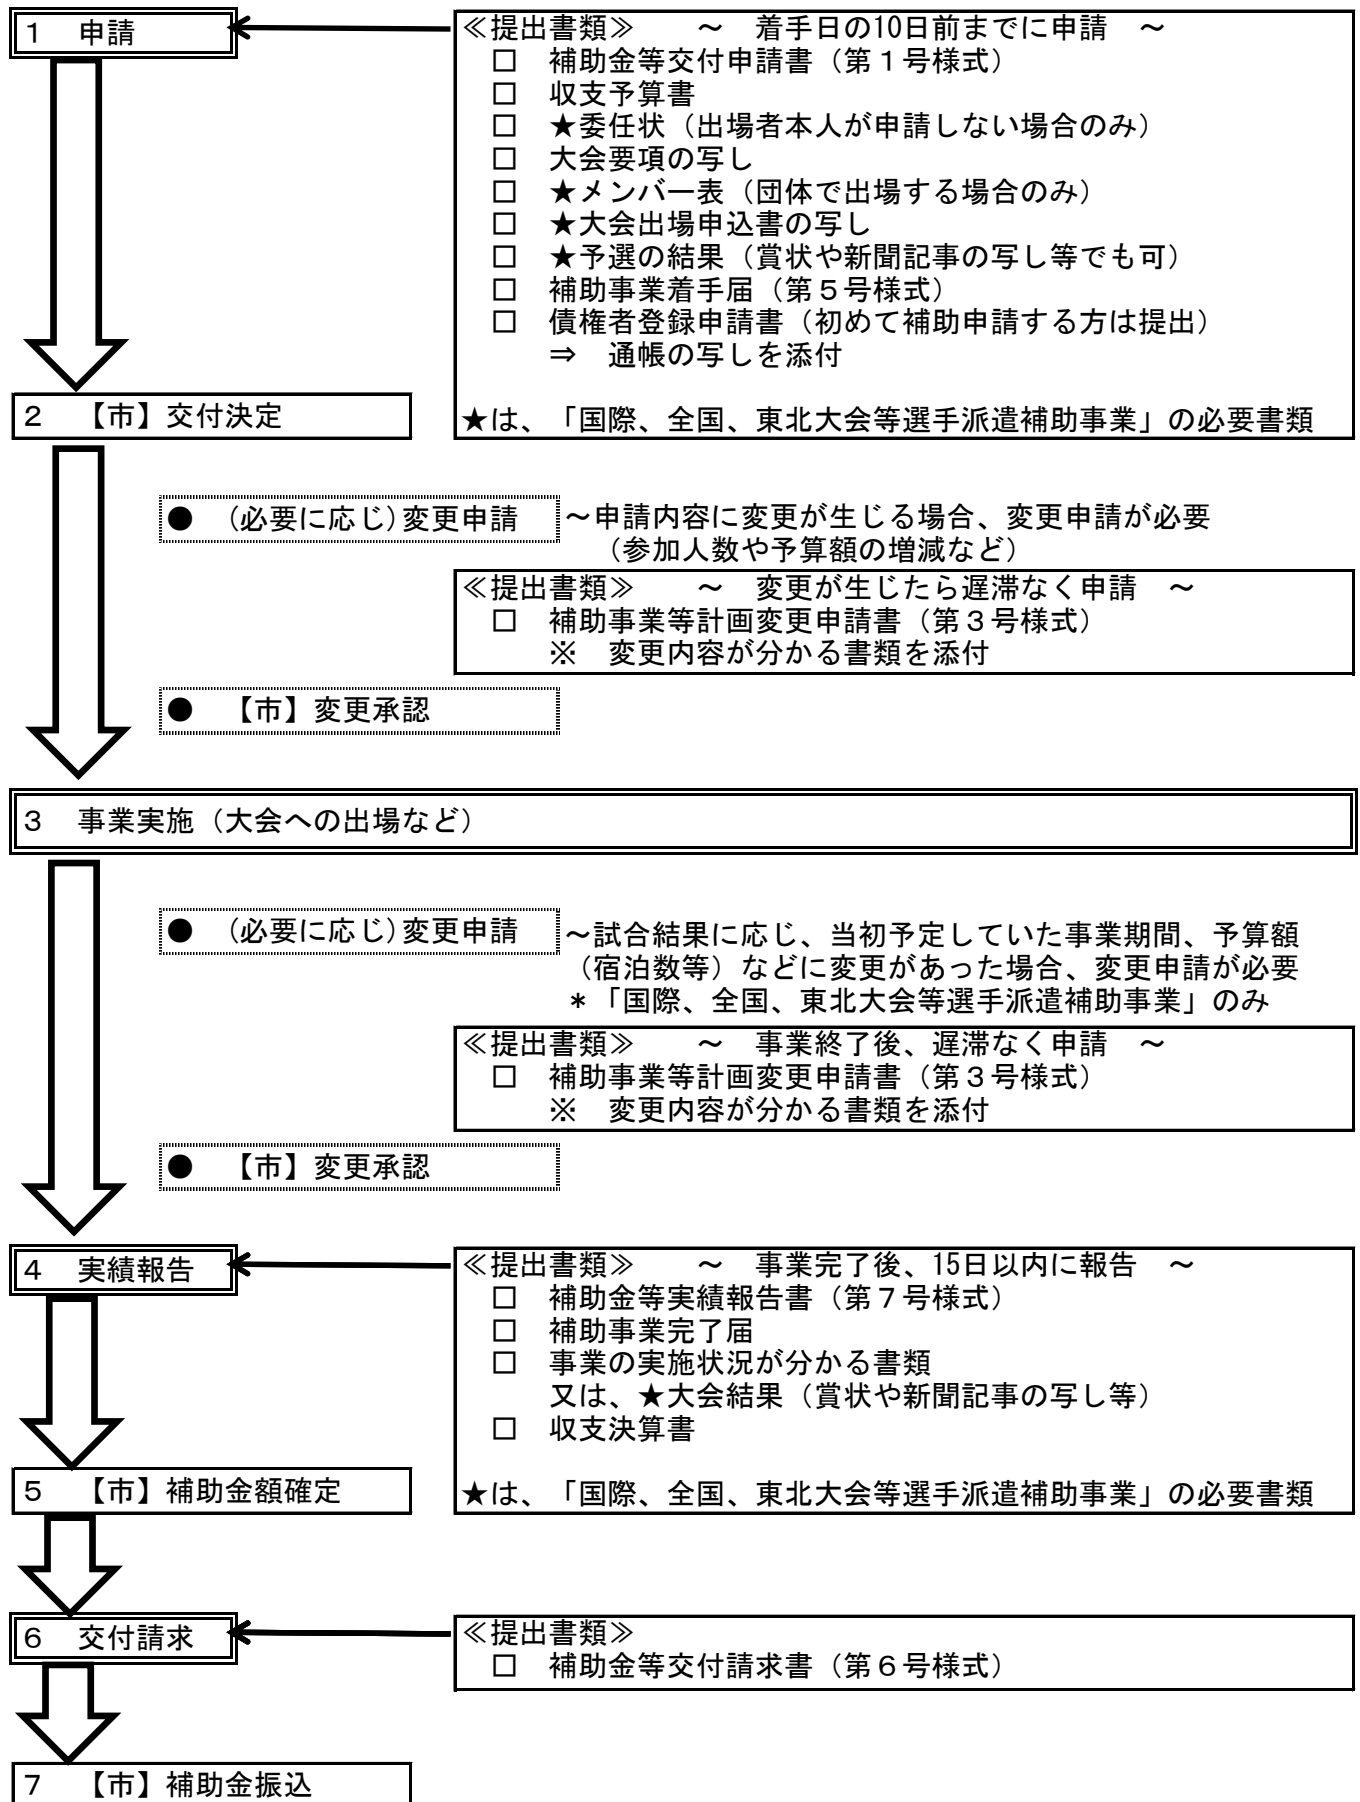 １　申請
≪提出書類≫　　～　着手日の10日前までに申請　～
□　補助金等交付申請書（第１号様式）
□　収支予算書
□　★委任状（出場者本人が申請しない場合のみ）
□　大会要項の写し
□　★メンバー表（団体で出場する場合のみ）
□　★大会出場申込書の写し
□　★予選の結果（賞状や新聞記事の写し等でも可）
□　補助事業着手届（第５号様式）
□　債権者登録申請書（初めて補助申請する方は提出）
⇒　通帳の写しを添付
★は、「国際、全国、東北大会等選手派遣補助事業」の必要書類
２　【市】交付決定
●　(必要に応じ)変更申請
～申請内容に変更が生じる場合、変更申請が必要
（参加人数や予算額の増減など）
≪提出書類≫　　～　変更が生じたら遅滞なく申請　～
□　補助事業等計画変更申請書（第３号様式）
※　変更内容が分かる書類を添付
●　【市】変更承認
３　事業実施（大会への出場など）
●　(必要に応じ)変更申請
～試合結果に応じ、当初予定していた事業期間、予算額
（宿泊数等）などに変更があった場合、変更申請が必要
＊「国際、全国、東北大会等選手派遣補助事業」のみ
≪提出書類≫　　～　事業終了後、遅滞なく申請　～
□　補助事業等計画変更申請書（第３号様式）
※　変更内容が分かる書類を添付
●　【市】変更承認
４　実績報告
≪提出書類≫　　～　事業完了後、15日以内に報告　～
□　補助金等実績報告書（第７号様式）
□　補助事業完了届
□　事業の実施状況が分かる書類
又は、★大会結果（賞状や新聞記事の写し等）
□　収支決算書
★は、「国際、全国、東北大会等選手派遣補助事業」の必要書類
５　【市】補助金額確定
６　交付請求
≪提出書類≫
□　補助金等交付請求書（第６号様式）
７　【市】補助金振込